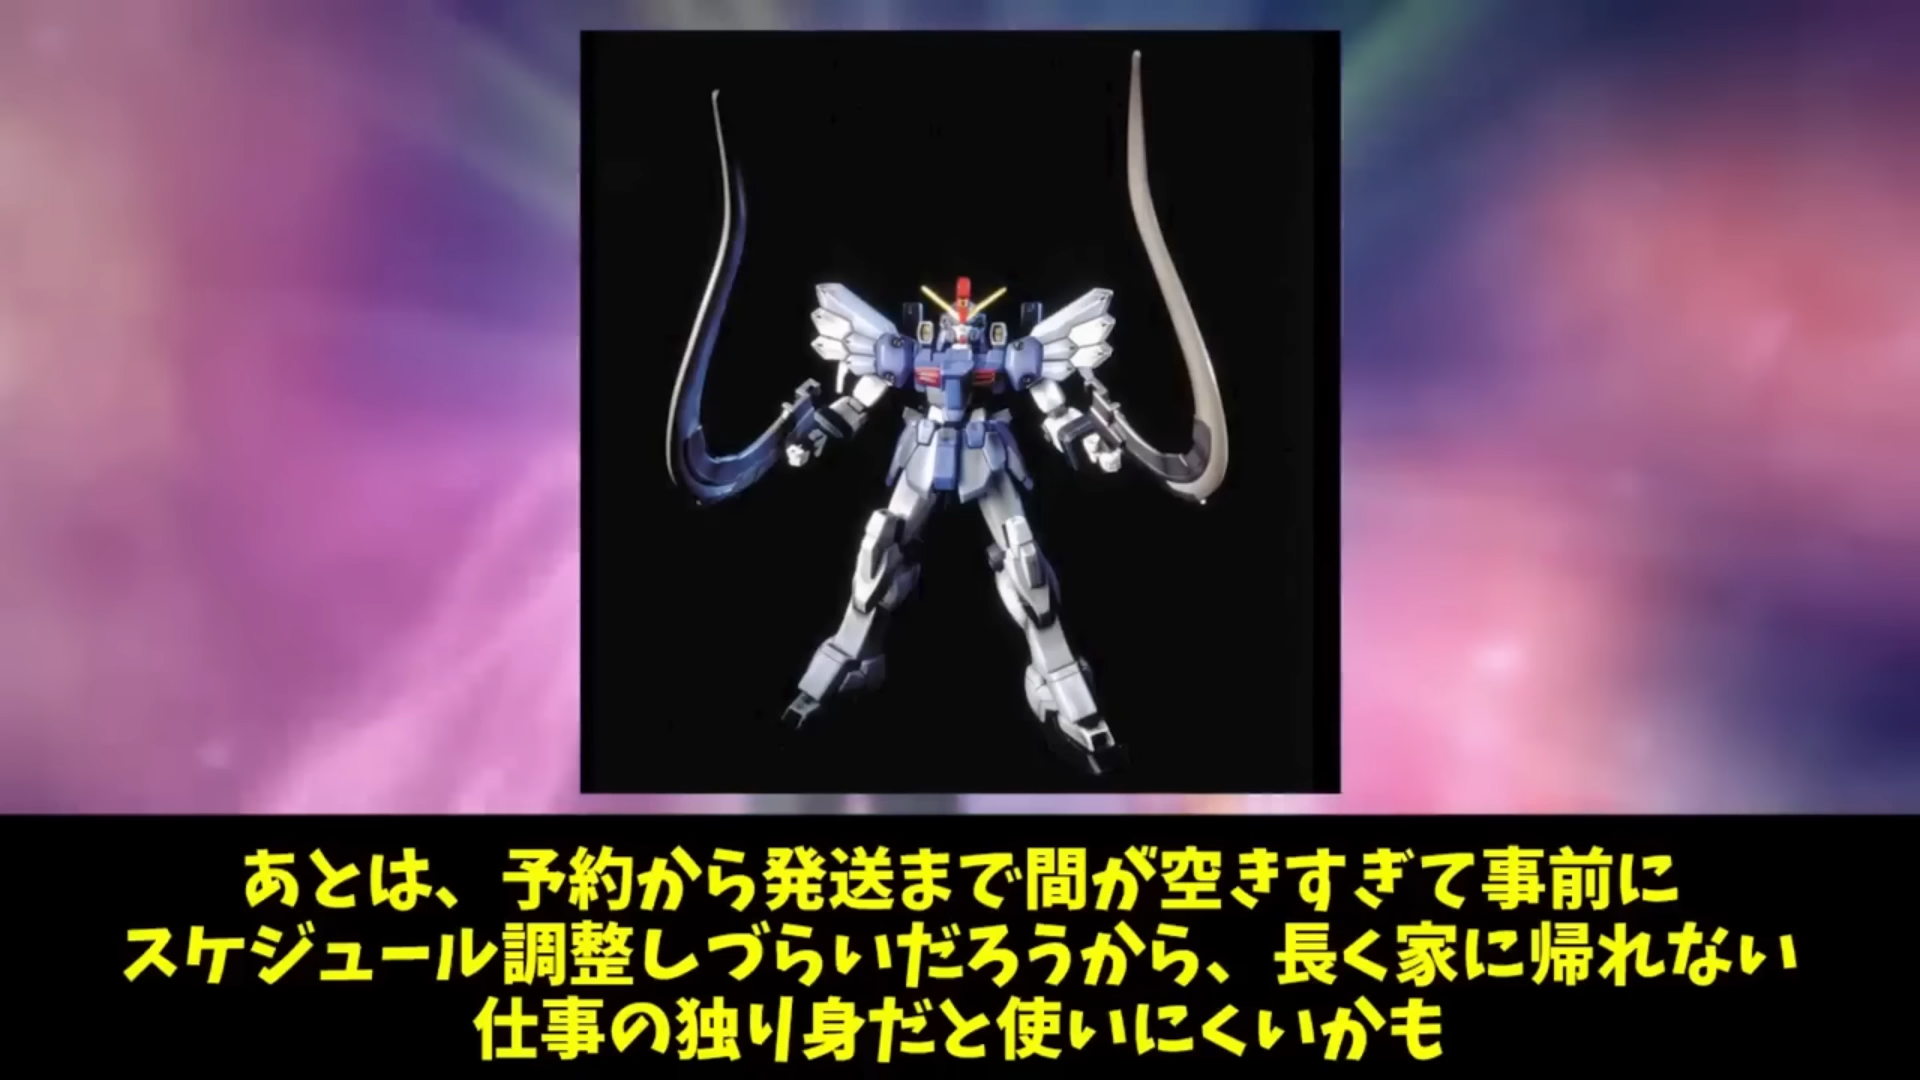 あとは、予約から発送まで間が空きすぎて事前に
スケジュール調整しづらいだろうから、長く家に帰れない
仕事の独り身だと使いにくいかも